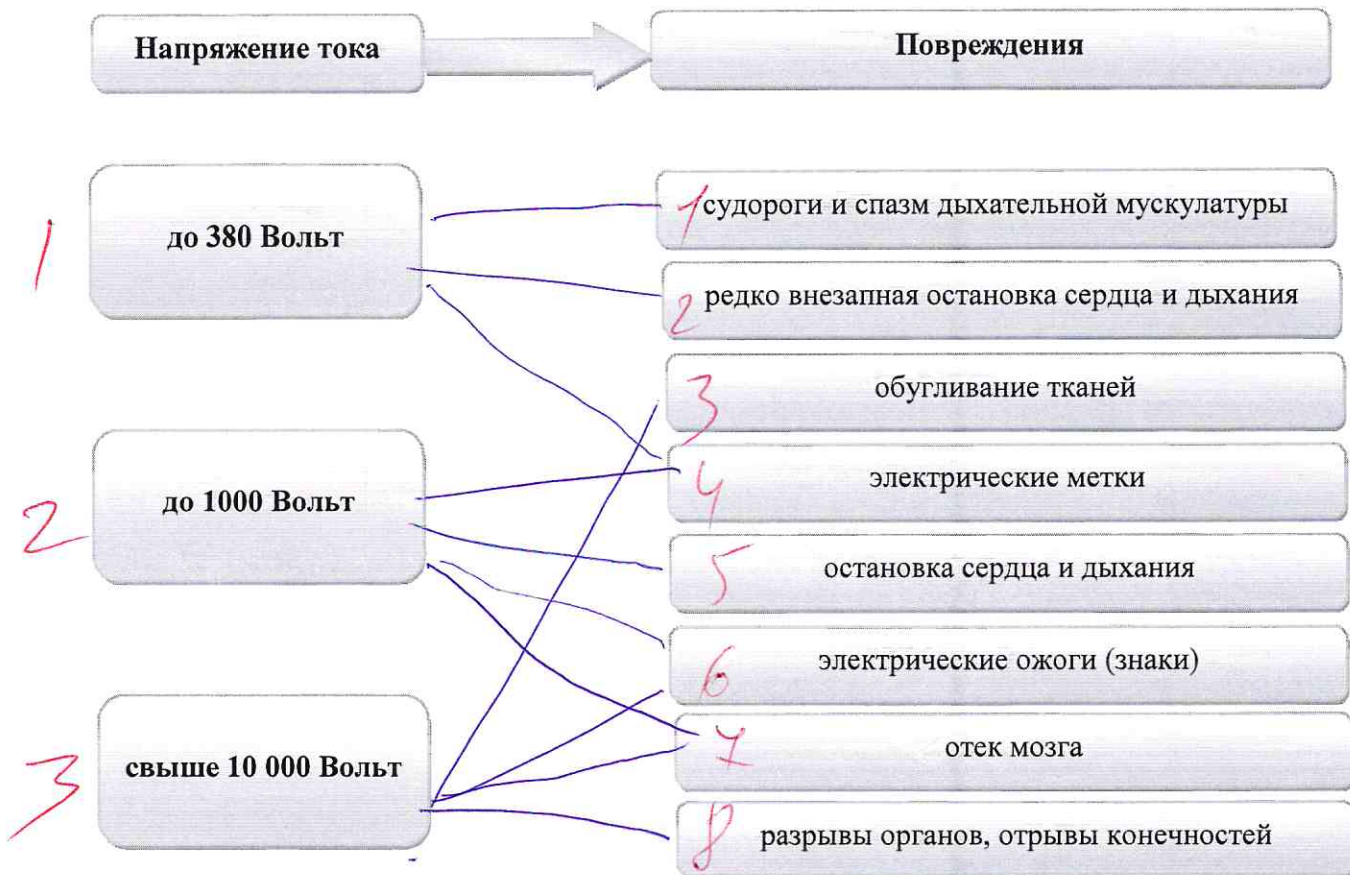 Напряжение тока
Повреждения
1
до 380 Вольт
1 судороги и спазм дыхательной мускулатуры
2 редко внезапная остановка сердца и дыхания
3 обугливание тканей
2
до 1000 Вольт
4 электрические метки
5 остановка сердца и дыхания
6 электрические ожоги (знаки)
3
свыше 10 000 Вольт
7 отек мозга
8 разрывы органов, отрывы конечностей